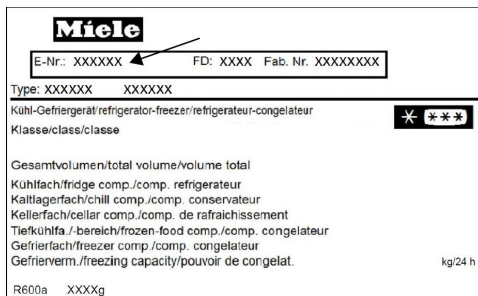 Miele
E-Nr.: XXXXXX FD: XXXX Fab. Nr. XXXXXXXX
Type: XXXXXX XXXXXX
Kühl-Gefriergerät/refrigerator-freezer/refrigerateur-congelateur
Klasse/class/classe
Gesamtvolumen/total volume/volume total
Kühlfach/fridge comp./comp. refrigerateur
Kaltlagerfach/chill comp./comp. conservateur
Kellerfach/cellar comp./comp. de rafraichissement
Tiefkühlfa./-bereich/frozen-food comp./comp. congelateur
Gefrierfach/freezer comp./comp. congelateur
Gefrierverm./freezing capacity/pouvoir de congelat. kg/24 h
R600a XXXXg